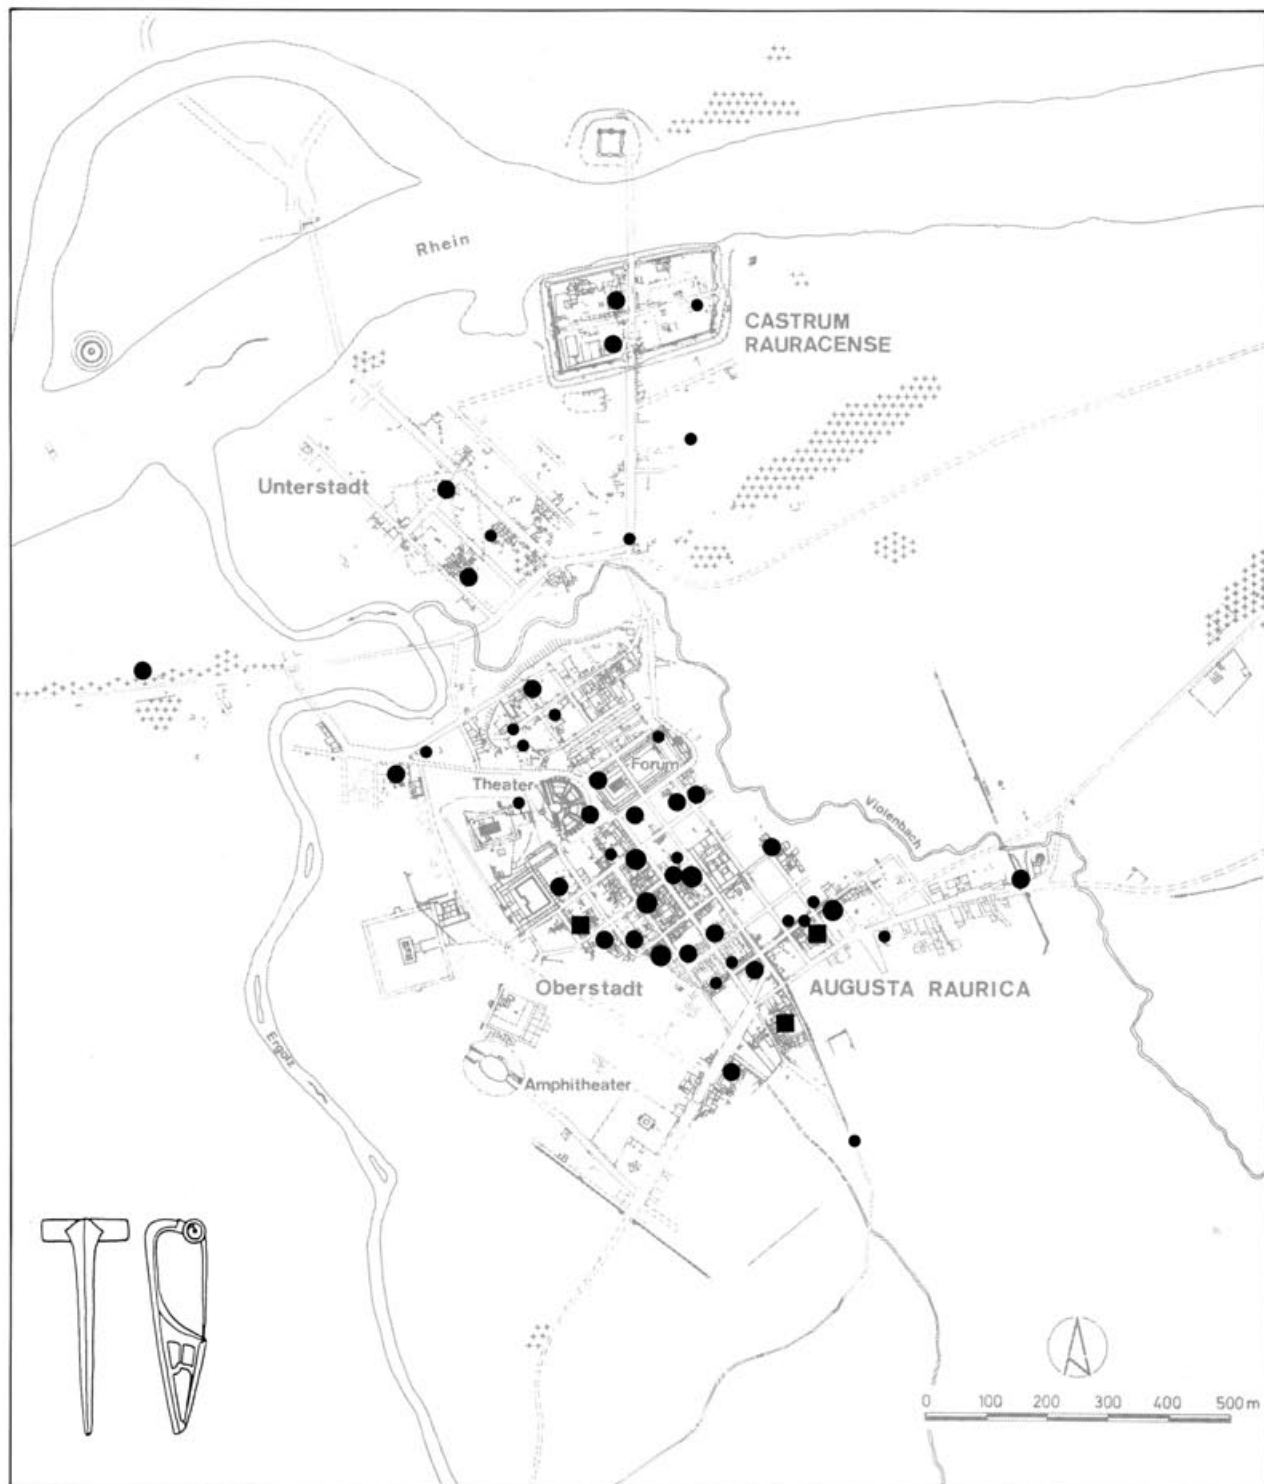 Rhein
CASTRUM
RAURACENSE
Unterstadt
Forum
Theater
Violenbach
Oberstadt
AUGUSTA RAURICA
Ergolz
Amphitheater
0 100 200 300 400 500 m